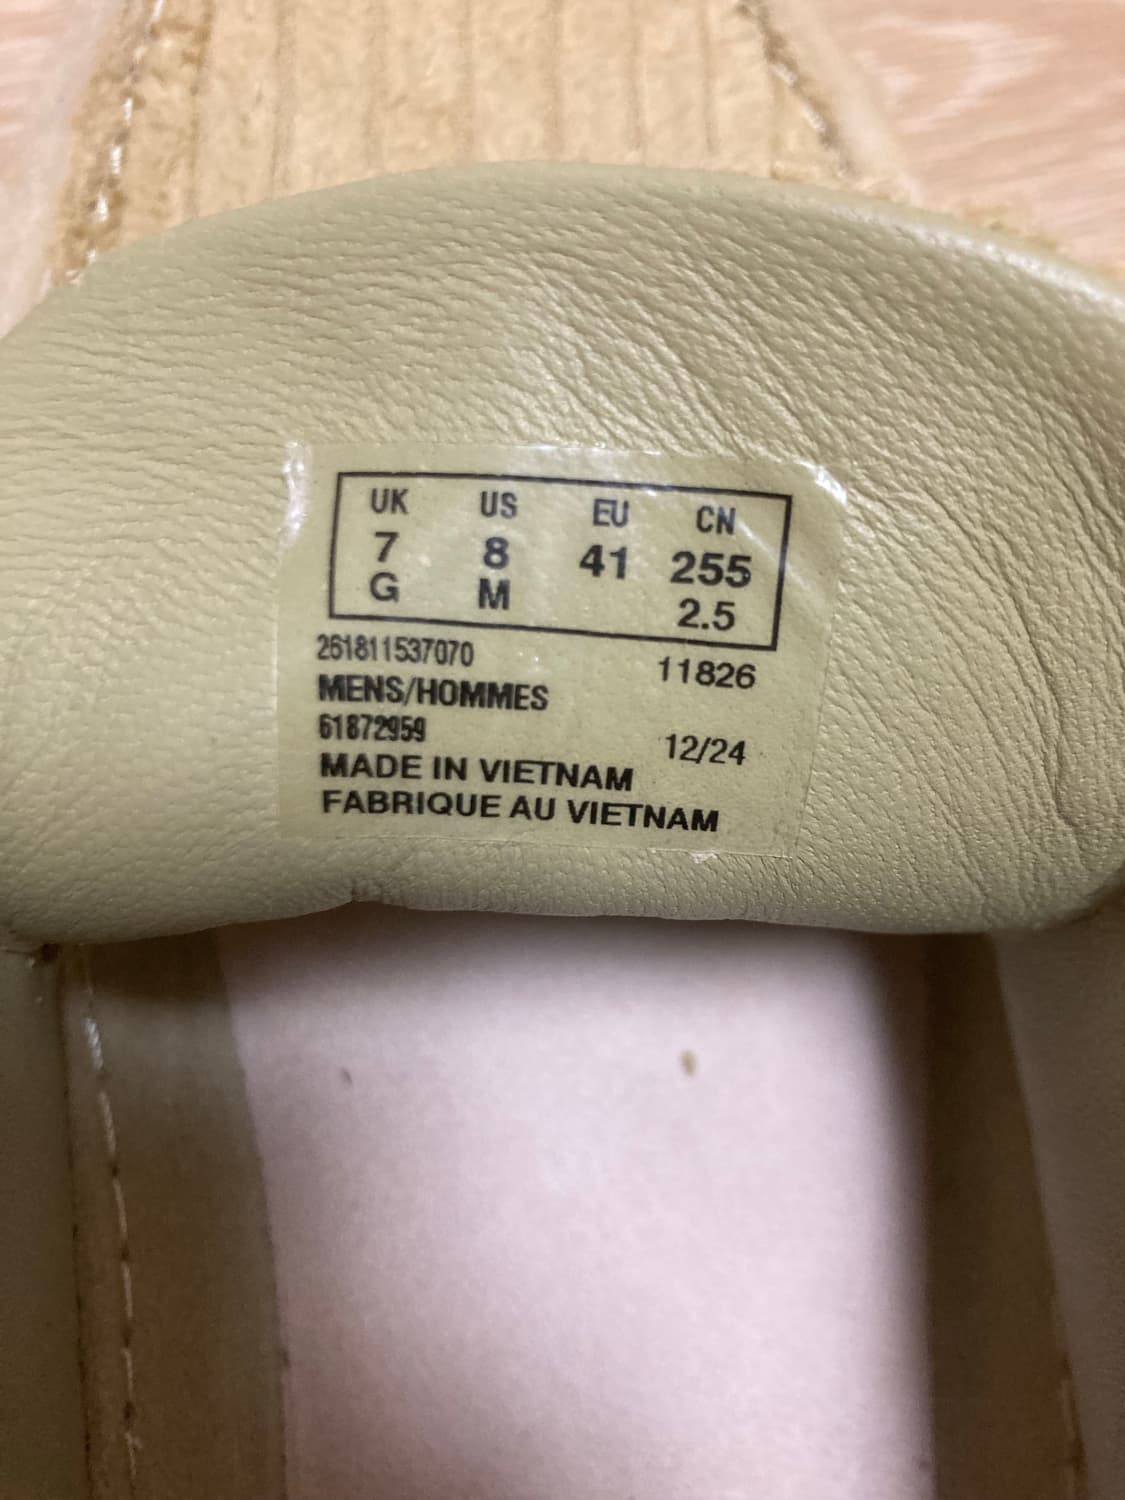 UK US EU CN
7 8 41 255
G M 2.5
261811537070 11826
MENS/HOMMES
61872959 12/24
MADE IN VIETNAM
FABRIQUE AU VIETNAM